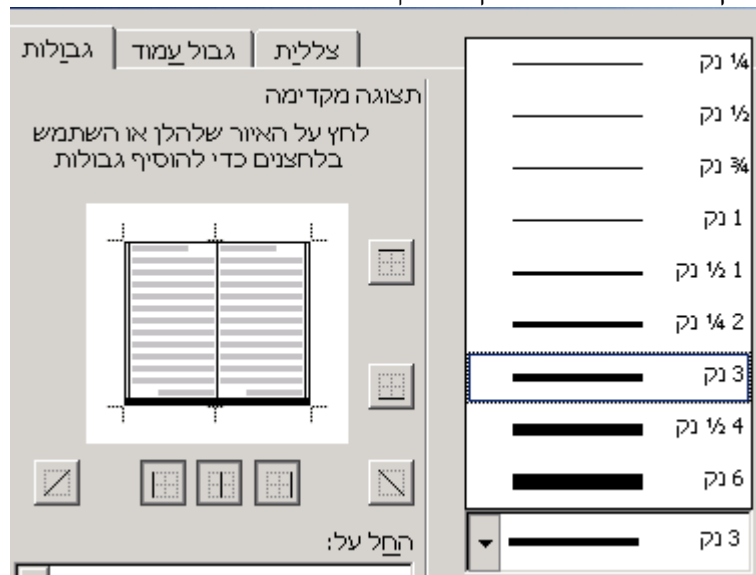 גבולות
גבול עמוד
צללית
תצוגה מקדימה
לחץ על האיור שלהלן או השתמש
בלחצנים כדי להוסיף גבולות
החל על:
¼ נק
½ נק
¾ נק
1 נק
1 ½ נק
2 ¼ נק
3 נק
4 ½ נק
6 נק
3 נק